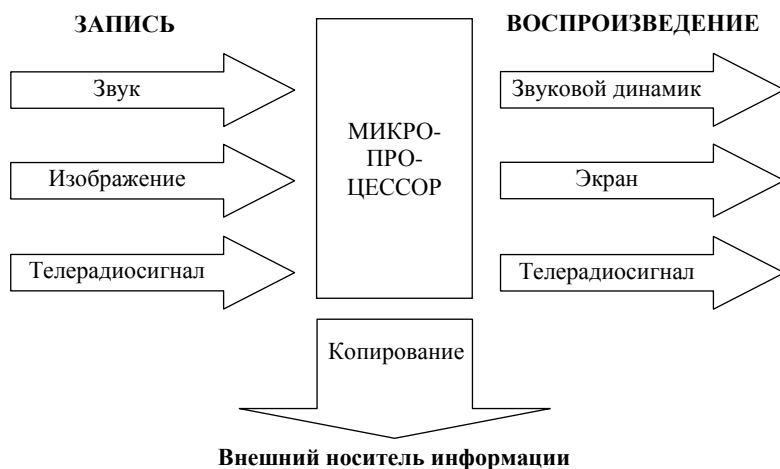 ЗАПИСЬ
ВОСПРОИЗВЕДЕНИЕ
Звук
Звуковой динамик
МИКРО-
ПРО-
ЦЕССОР
Изображение
Экран
Телерадиосигнал
Телерадиосигнал
Копирование
Внешний носитель информации